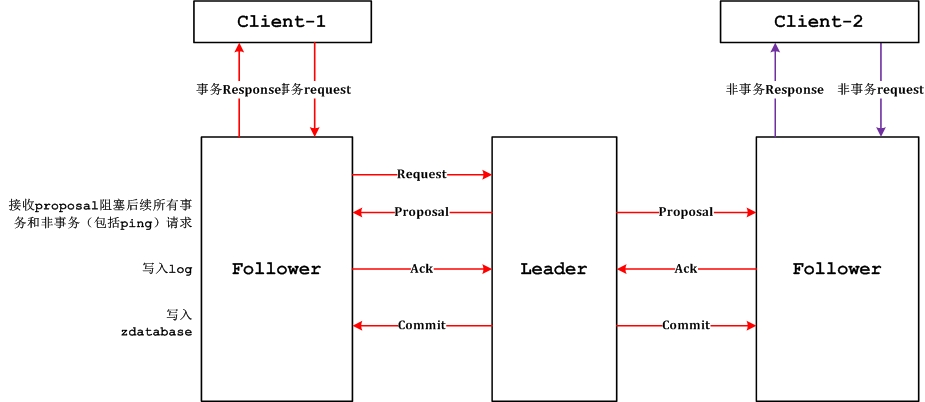 Client-1
Client-2
事务Response
事务request
非事务Response
非事务request
Request
接收proposal阻塞后续所有事
务和非事务（包括ping）请求
Proposal
Proposal
写入log
Follower
Ack
Leader
Ack
Follower
写入
zdatabase
Commit
Commit